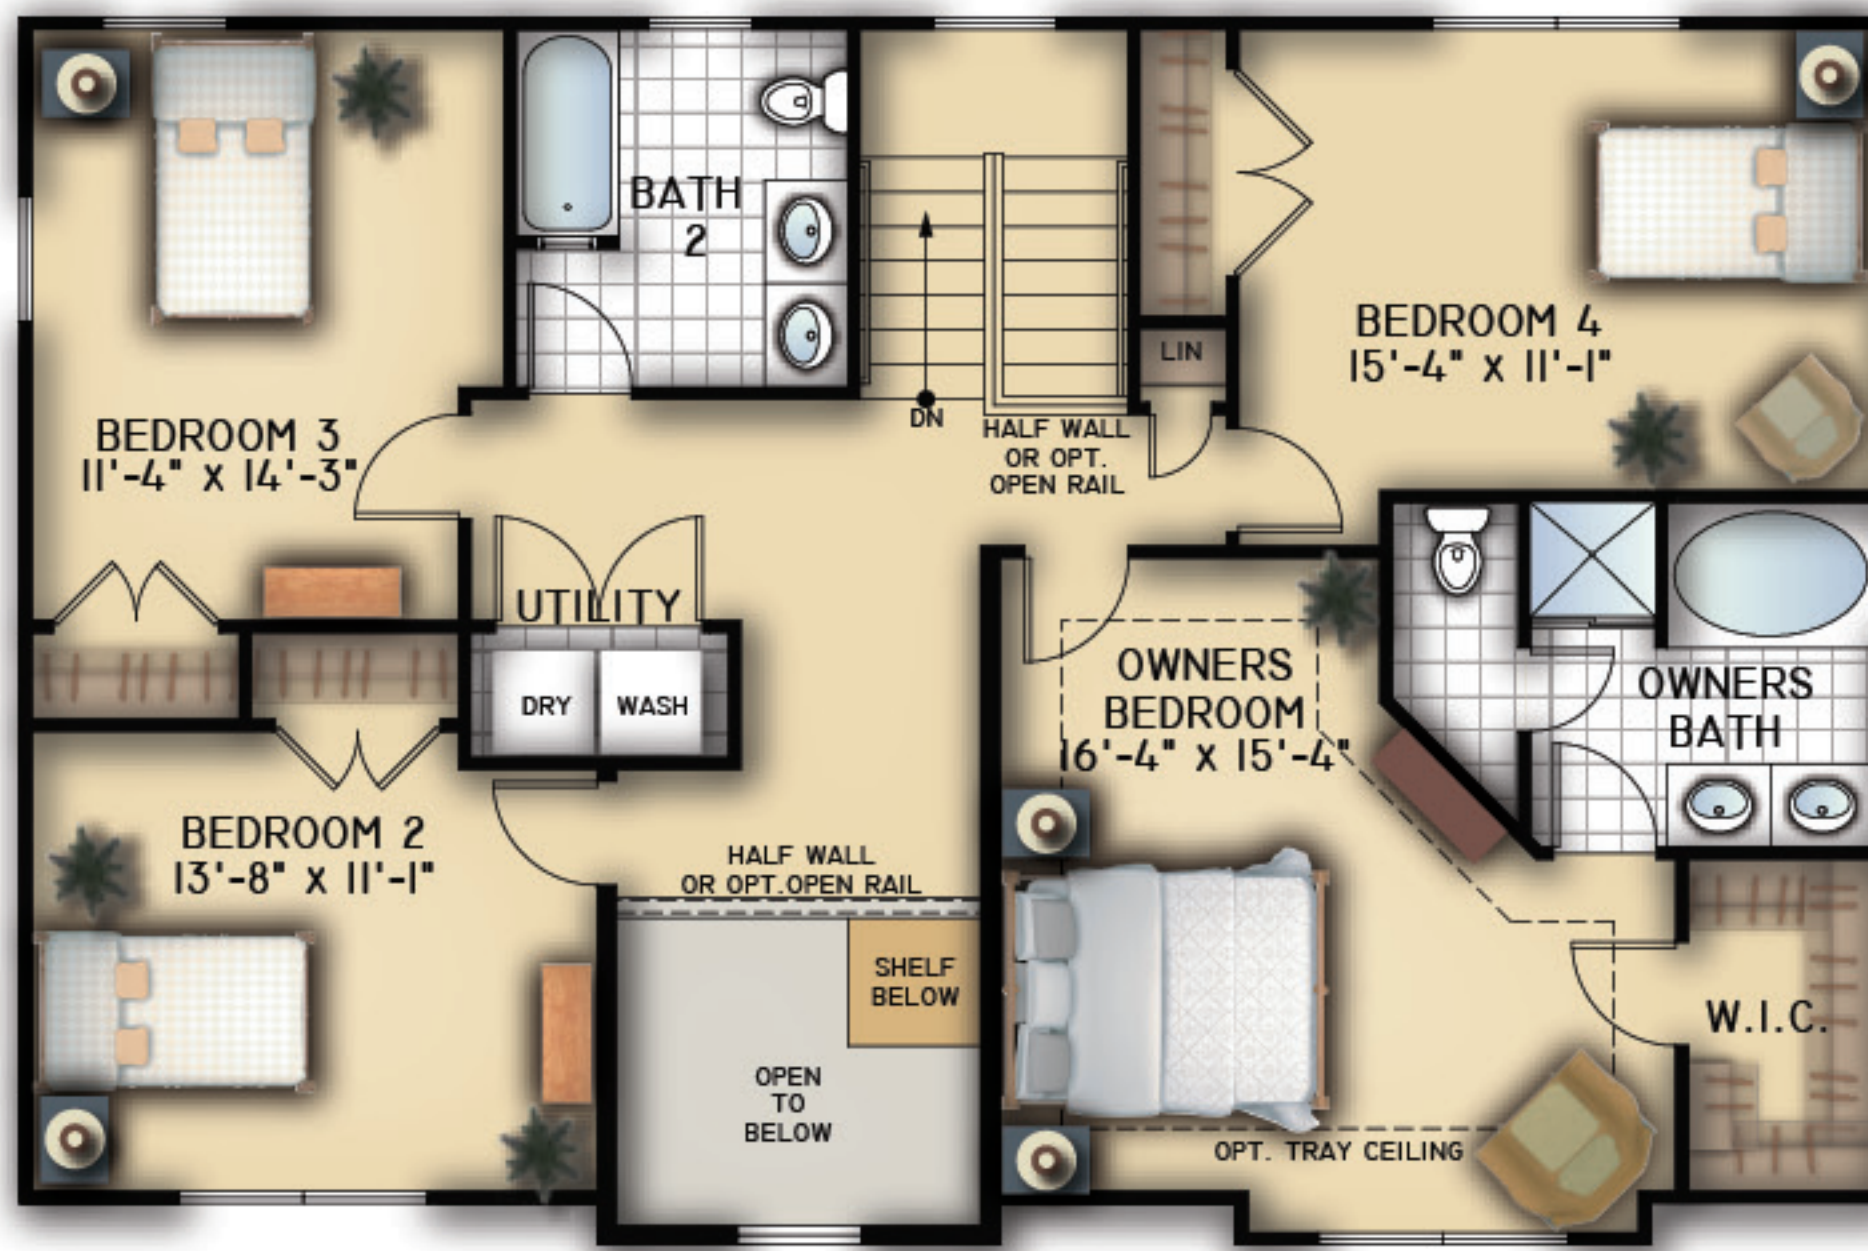 BATH
2
BEDROOM 3
11'-4" X 14'-3"
DN
HALF WALL
OR OPT.
OPEN RAIL
LIN
BEDROOM 4
15'-4" X 11'-1"
UTILITY
DRY
WASH
OWNERS
BEDROOM
16'-4" X 15'-4"
OWNERS
BATH
BEDROOM 2
13'-8" X 11'-1"
HALF WALL
OR OPT.OPEN RAIL
SHELF
BELOW
OPEN
TO
BELOW
W.I.C.
OPT. TRAY CEILING